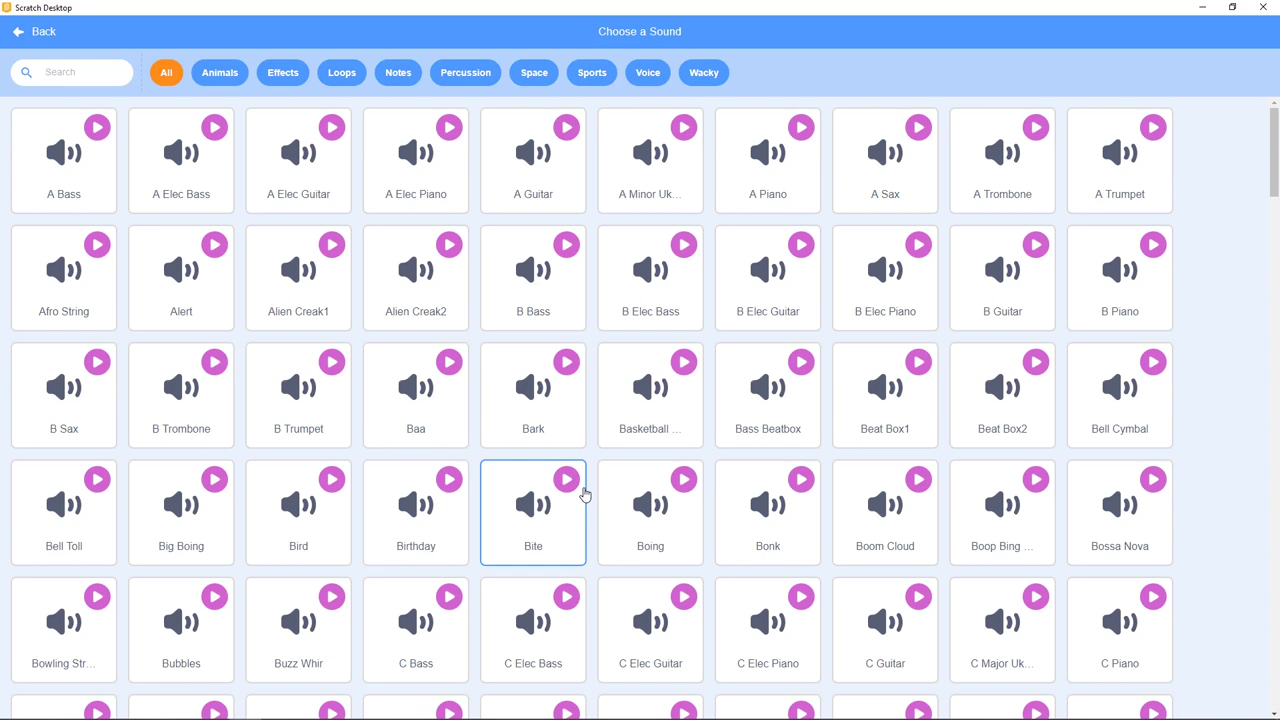 Scratch Desktop
Back
Choose a Sound
Search
All Animals Effects Loops Notes Percussion Space Sports Voice Wacky
A Bass A Elec Bass A Elec Guitar A Elec Piano A Guitar A Minor Uk... A Piano A Sax A Trombone A Trumpet
Afro String Alert Alien Creak1 Alien Creak2 B Bass B Elec Bass B Elec Guitar B Elec Piano B Guitar B Piano
B Sax B Trombone B Trumpet Baa Bark Basketball ... Bass Beatbox Beat Box1 Beat Box2 Bell Cymbal
Bell Toll Big Boing Bird Birthday Bite Boing Bonk Boom Cloud Boop Bing ... Bossa Nova
Bowling Str... Bubbles Buzz Whir C Bass C Elec Bass C Elec Guitar C Elec Piano C Guitar C Major Uk... C Piano